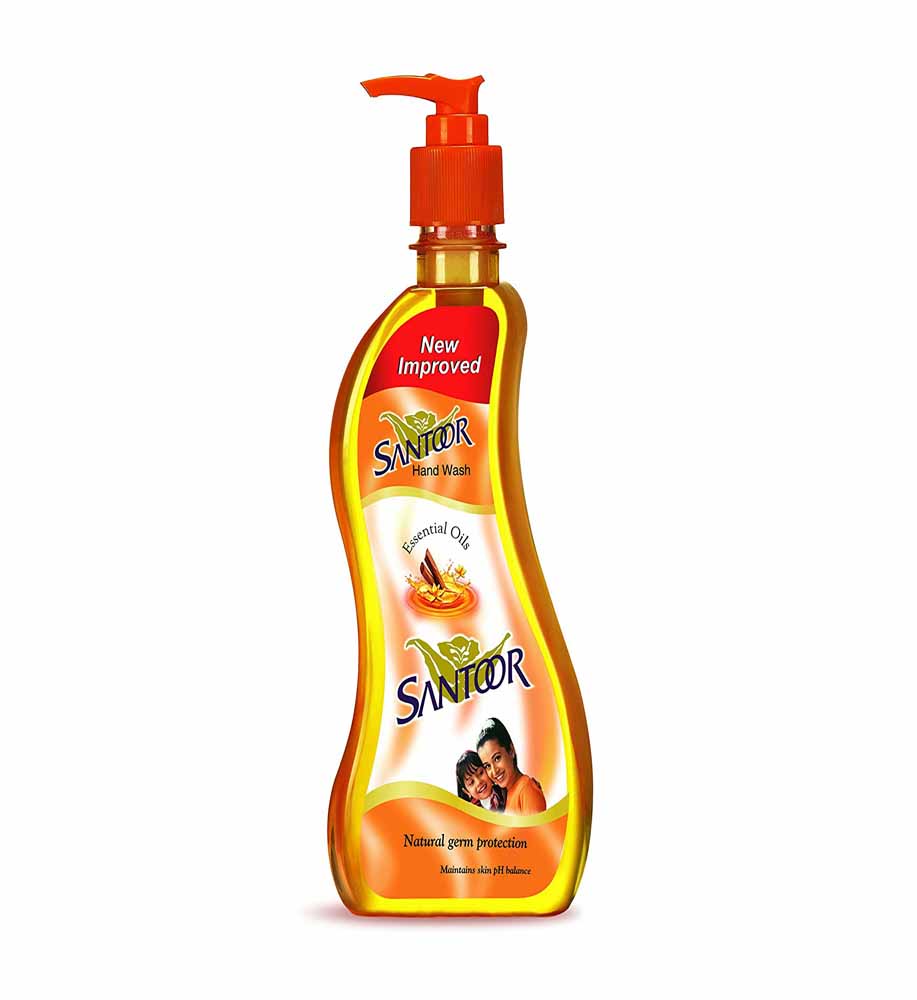 New
Improved
SANTOOR
Hand Wash
Essential Oils
SANTOOR
Natural germ protection
Maintains skin pH balance